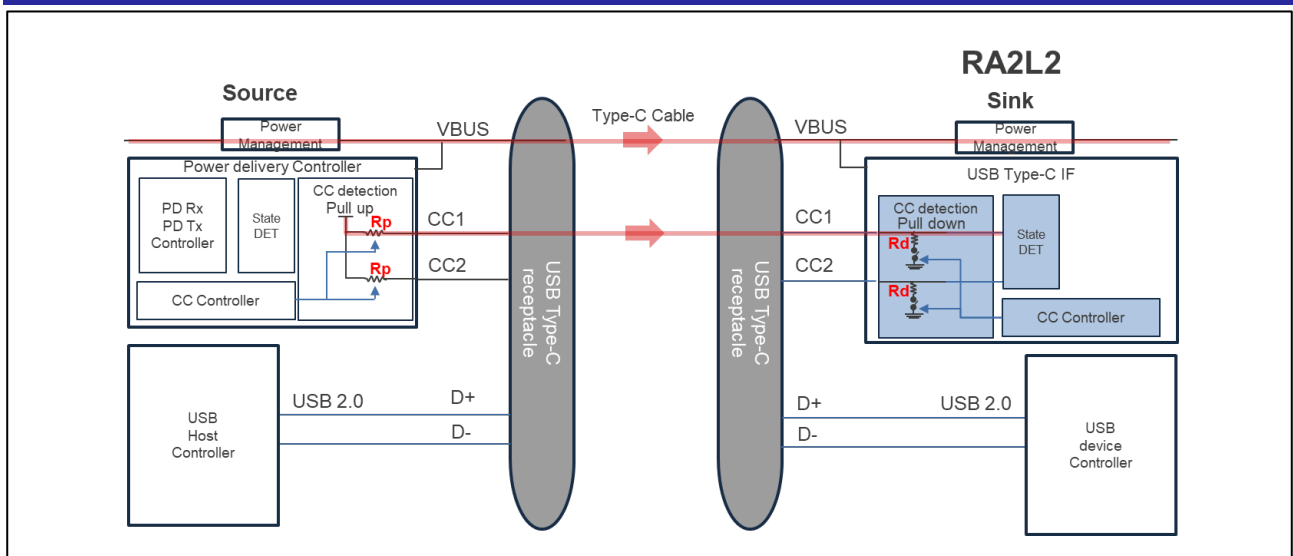 RA2L2
Source
Sink
Type-C Cable
Power
Management
VBUS
VBUS
Power
Management
Power delivery Controller
USB Type-C IF
PD Rx
PD Tx
Controller
State
DET
CC detection
Pull up
Rp
CC1
Rp
CC2
CC Controller
USB Type-C
receptacle
USB Type-C
receptacle
CC1
CC2
CC detection
Pull down
Rd
Rd
State
DET
CC Controller
USB
Host
Controller
USB 2.0
D+
D-
D+
D-
USB 2.0
USB
device
Controller